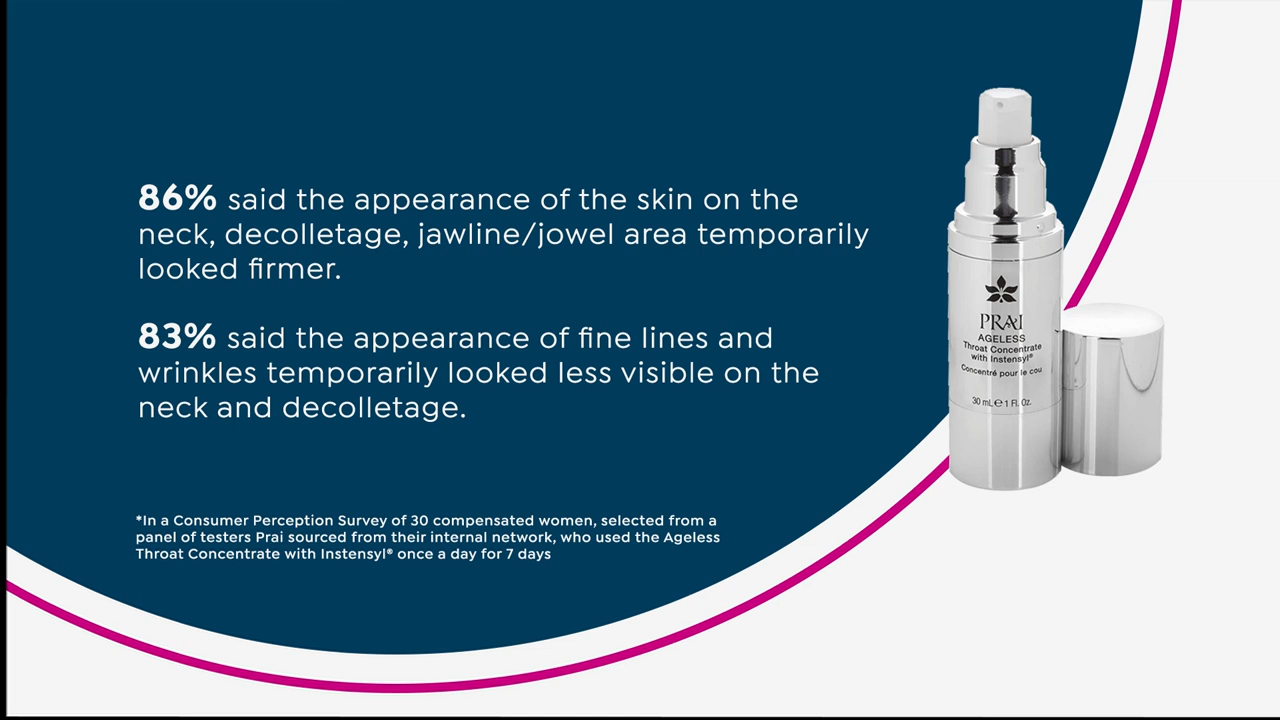 86% said the appearance of the skin on the
neck, decolletage, jawline/jowel area temporarily
looked firmer.
83% said the appearance of fine lines and
wrinkles temporarily looked less visible on the
neck and decolletage.
*In a Consumer Perception Survey of 30 compensated women, selected from a
panel of testers Prai sourced from their internal network, who used the Ageless
Throat Concentrate with Instensyl® once a day for 7 days
PRAI
AGELESS
Throat Concentrate
with Instensyl®
Concentré pour le cou
30 mL℮1 Fl. Oz.